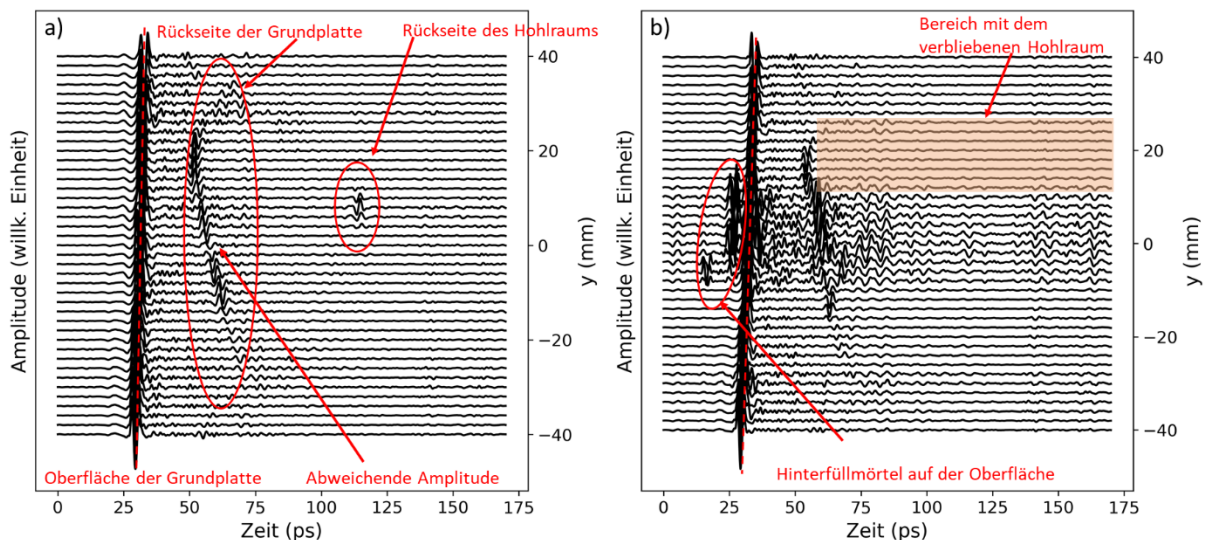 a)
Rückseite der Grundplatte
Rückseite des Hohlraums
Oberfläche der Grundplatte
Abweichende Amplitude
Amplitude (willk. Einheit)
40
20
0
−20
−40
y (mm)
0
25
50
75
100
125
150
175
Zeit (ps)
b)
Bereich mit dem
verbliebenen Hohlraum
Hinterfüllmörtel auf der Oberfläche
Amplitude (willk. Einheit)
40
20
0
−20
−40
y (mm)
0
25
50
75
100
125
150
175
Zeit (ps)